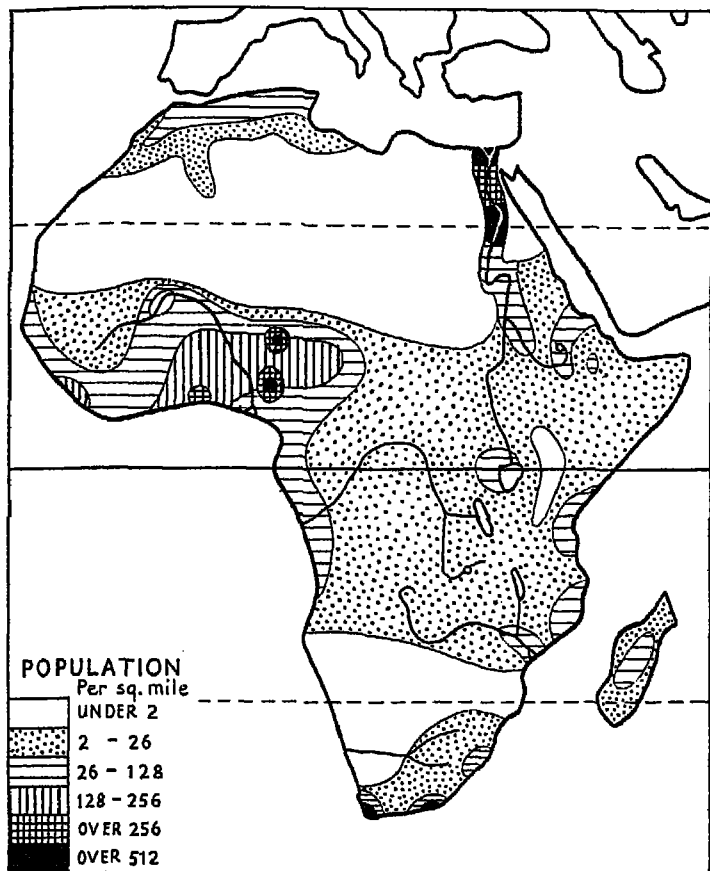 POPULATION
Per sq. mile
UNDER 2
2 - 26
26 - 128
128 - 256
OVER 256
OVER 512